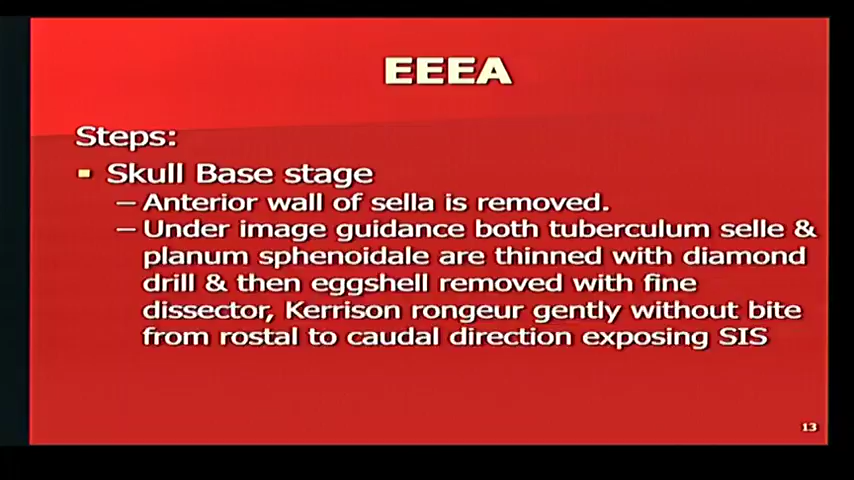 EEEA
Steps:
Skull Base stage
– Anterior wall of sella is removed.
– Under image guidance both tuberculum selle &
planum sphenoidale are thinned with diamond
drill & then eggshell removed with fine
dissector, Kerrison rongeur gently without bite
from rostal to caudal direction exposing SIS
13